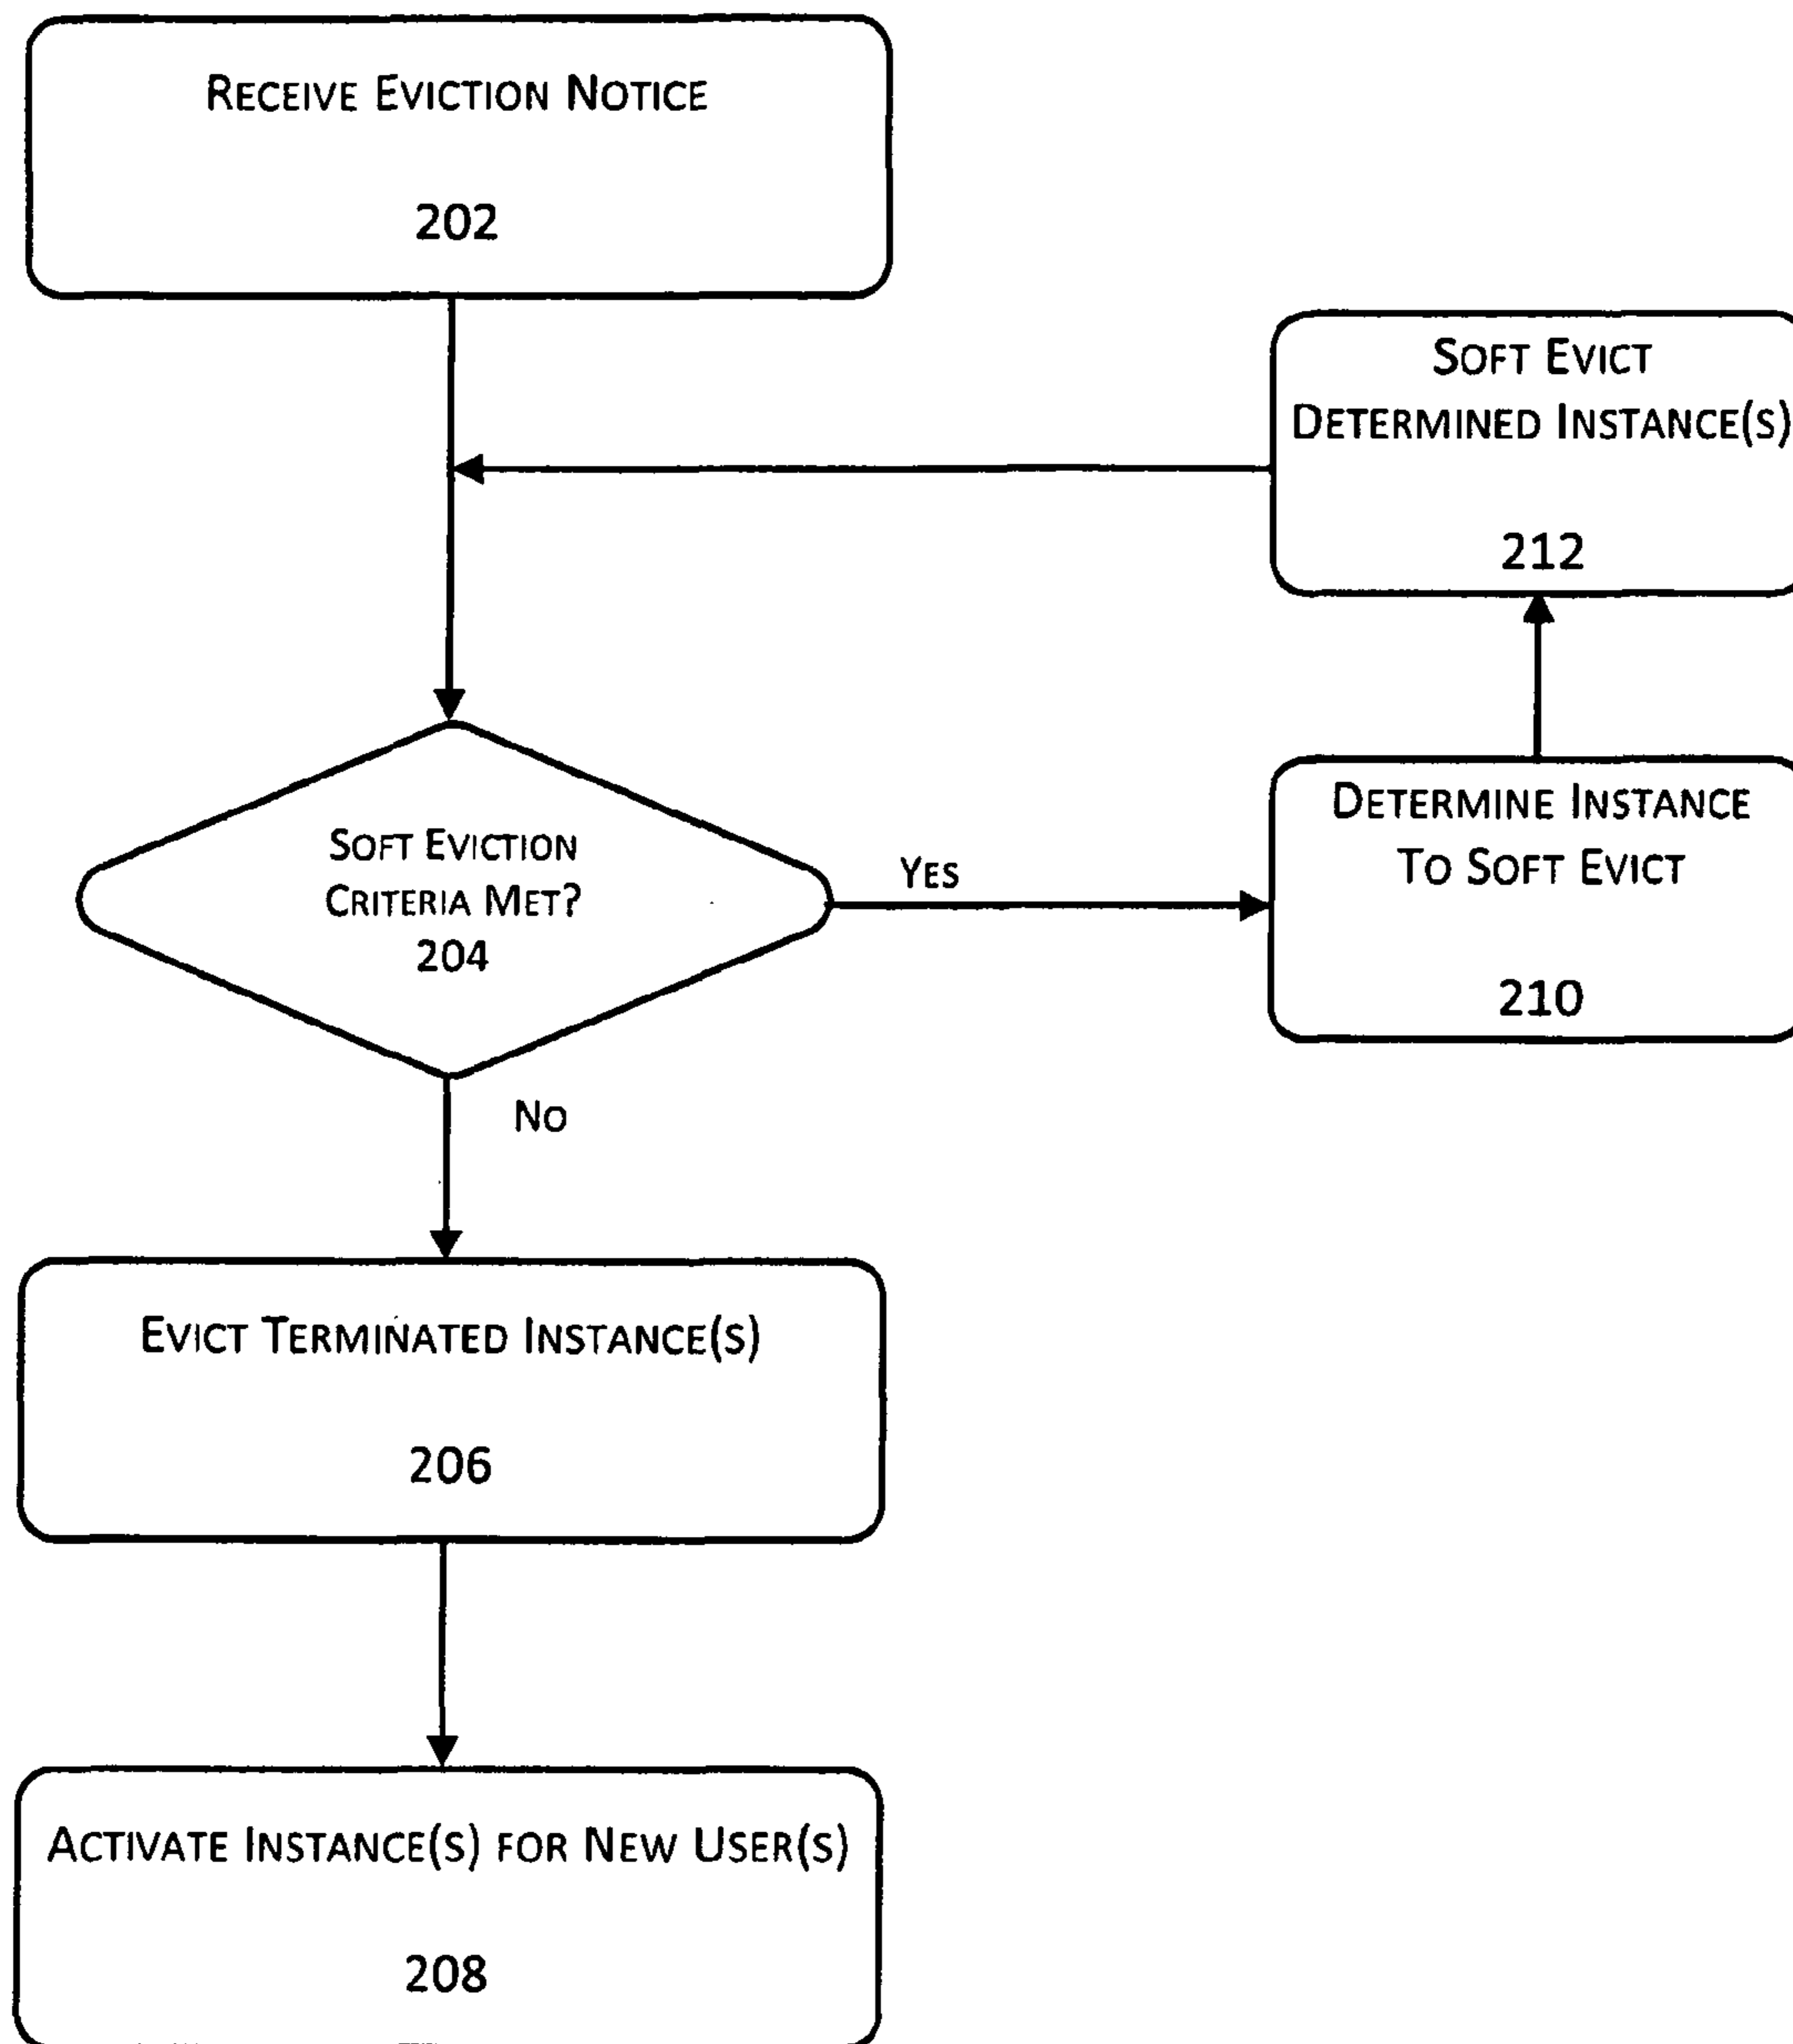 RECEIVE EVICTION NOTICE
202
SOFT EVICT
DETERMINED INSTANCE(S)
212
SOFT EVICTION
CRITERIA MET?
204
YES
DETERMINE INSTANCE
TO SOFT EVICT
210
NO
EVICT TERMINATED INSTANCE(S)
206
ACTIVATE INSTANCE(S) FOR NEW USER(S)
208